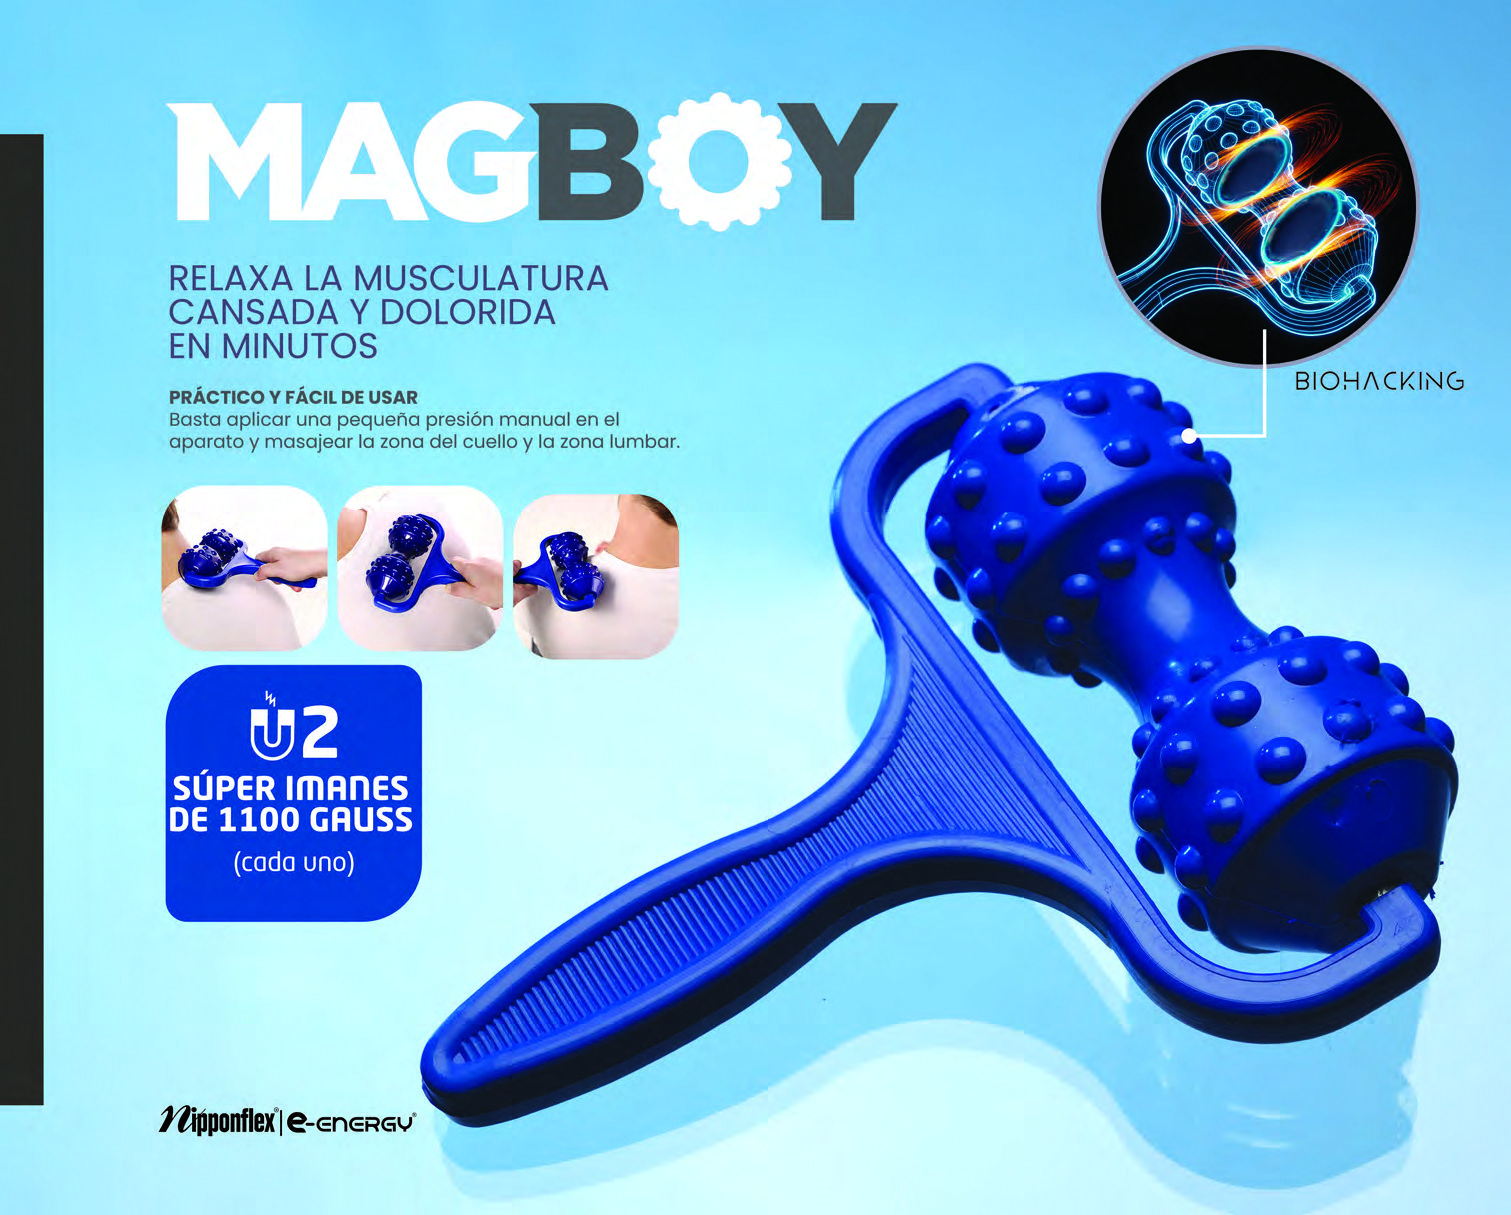 MAGBOY
RELAXA LA MUSCULATURA
CANSADA Y DOLORIDA
EN MINUTOS
PRÁCTICO Y FÁCIL DE USAR
Basta aplicar una pequeña presión manual en el
aparato y masajear la zona del cuello y la zona lumbar.
BIOHACKING
2
SÚPER IMANES
DE 1100 GAUSS
(cada uno)
Nipponflex® | e-ENERGY®